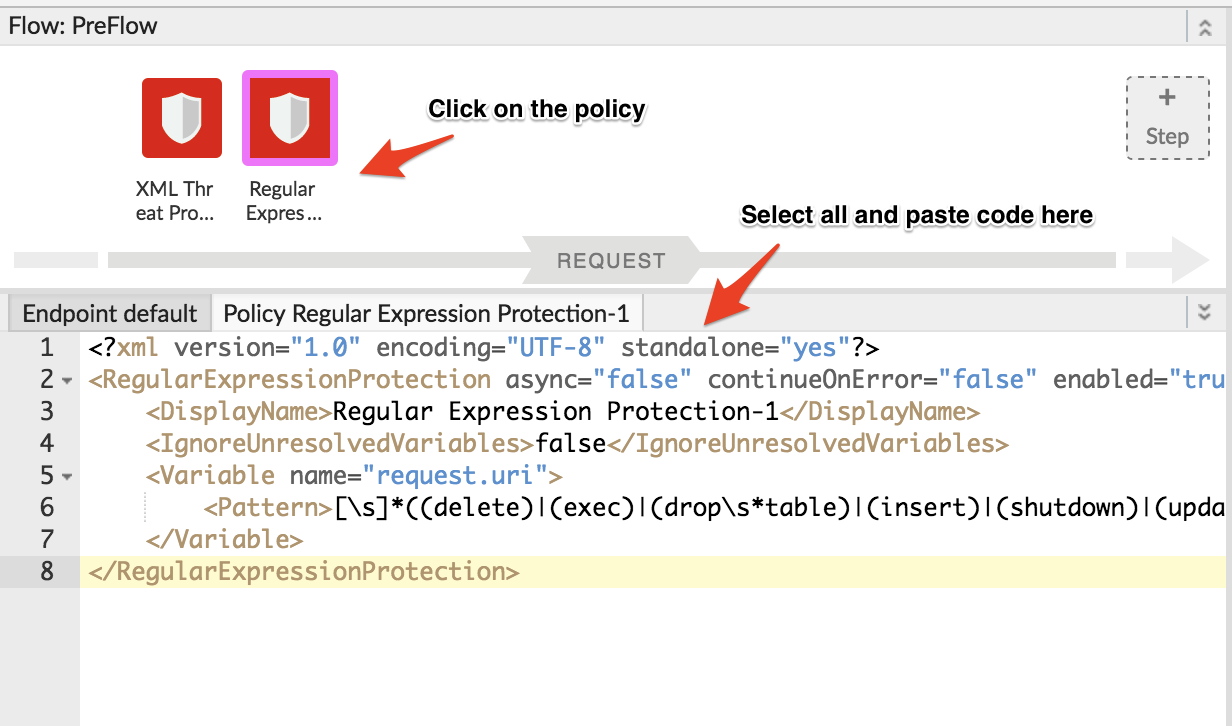 Flow: PreFlow
Click on the policy
+
Step
XML Thr
eat Pro...
Regular
Expres...
Select all and paste code here
REQUEST
Endpoint default
Policy Regular Expression Protection-1
1 <?xml version="1.0" encoding="UTF-8" standalone="yes"?>
2 <RegularExpressionProtection async="false" continueOnError="false" enabled="tru
3 <DisplayName>Regular Expression Protection-1</DisplayName>
4 <IgnoreUnresolvedVariables>false</IgnoreUnresolvedVariables>
5 <Variable name="request.uri">
6 <Pattern>[\s]*((delete)|(exec)|(drop\s*table)|(insert)|(shutdown)|(upda
7 </Variable>
8 </RegularExpressionProtection>